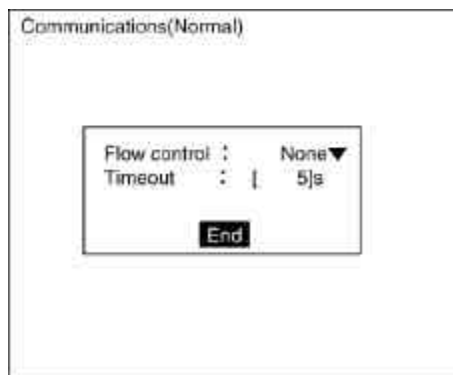 Communications(Normal)
Flow control : None▼
Timeout : [ 5]s
End